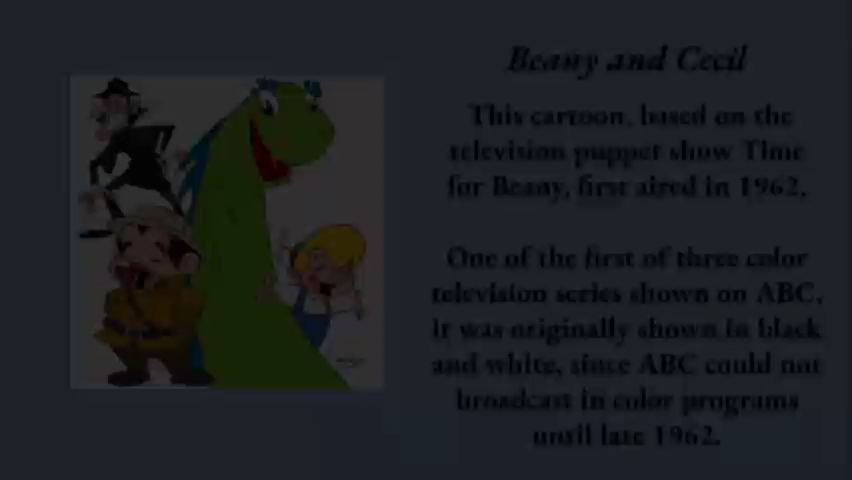 Beany and Cecil
This cartoon, based on the
television puppet show Time
for Beany, first aired in 1962.
One of the first of three color
television series shown on ABC.
It was originally shown in black
and white, since ABC could not
broadcast in color programs
until late 1962.